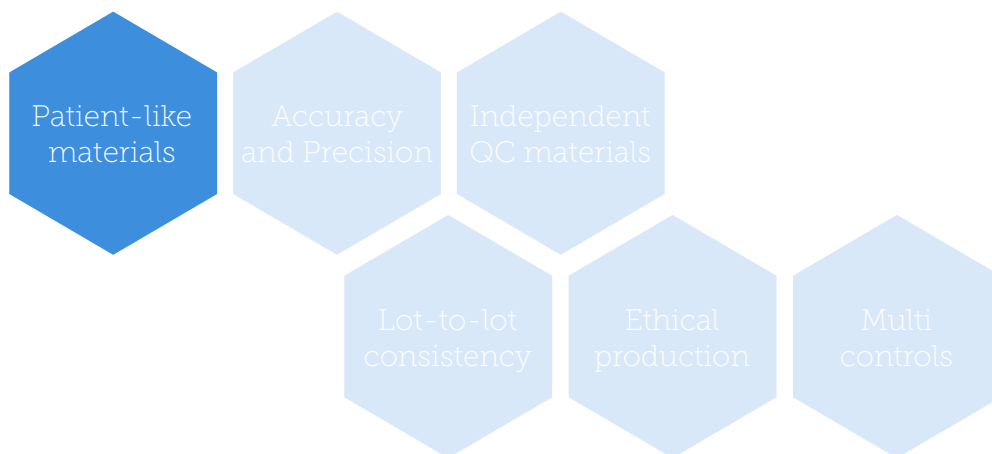 Patient-like
materials
Accuracy
and Precision
Independent
QC materials
Lot-to-lot
consistency
Ethical
production
Multi
controls